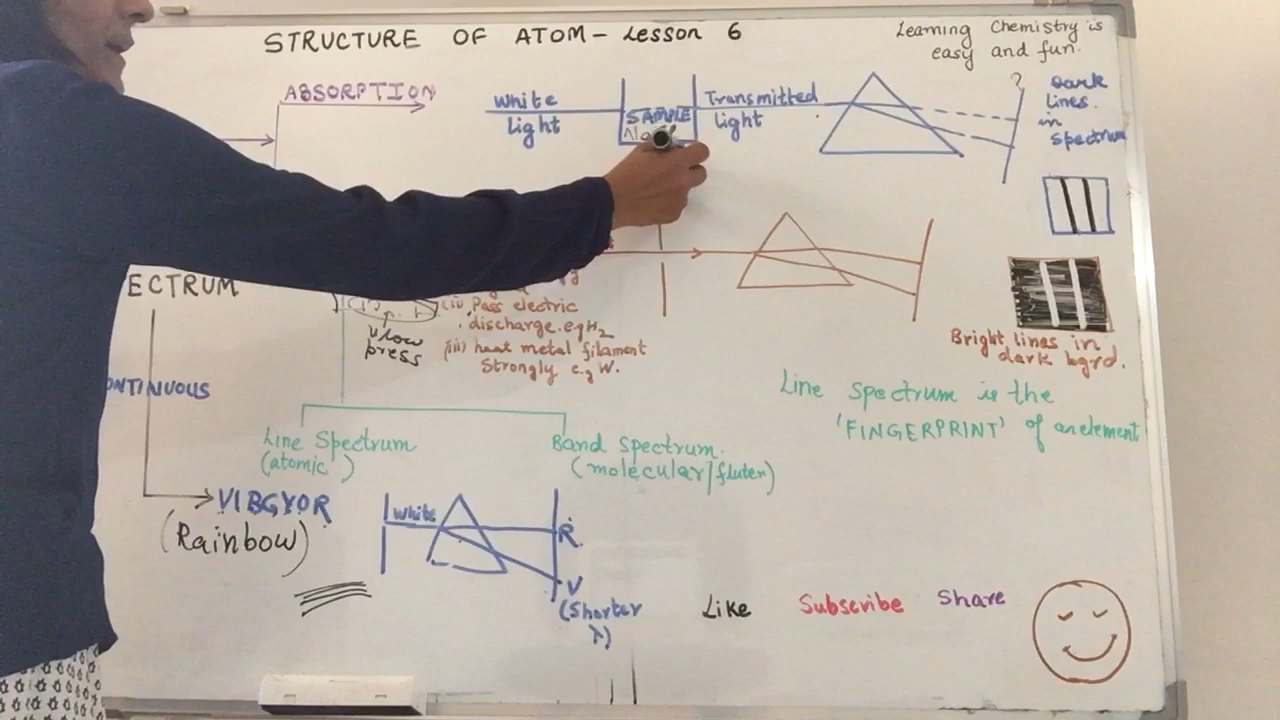 STRUCTURE OF ATOM - Lesson 6
Learning Chemistry is
easy and fun.
ABSORPTION
White
Light
SAMPLE
Transmitted
Light
?
Dark
Lines
in
Spectrum
ECTRUM
Pass electric
discharge. e.g H2
V low
press
(iii) heat metal filament
Strongly e.g W.
Bright lines in
dark bgrd.
ONTINUOUS
Line Spectrum is the
'FINGERPRINT' of an element
Line Spectrum
(atomic)
Band Spectrum
(molecular/fluter)
VIBGYOR
(Rainbow)
White
R
V
(Shorter
λ)
Like Subscribe Share